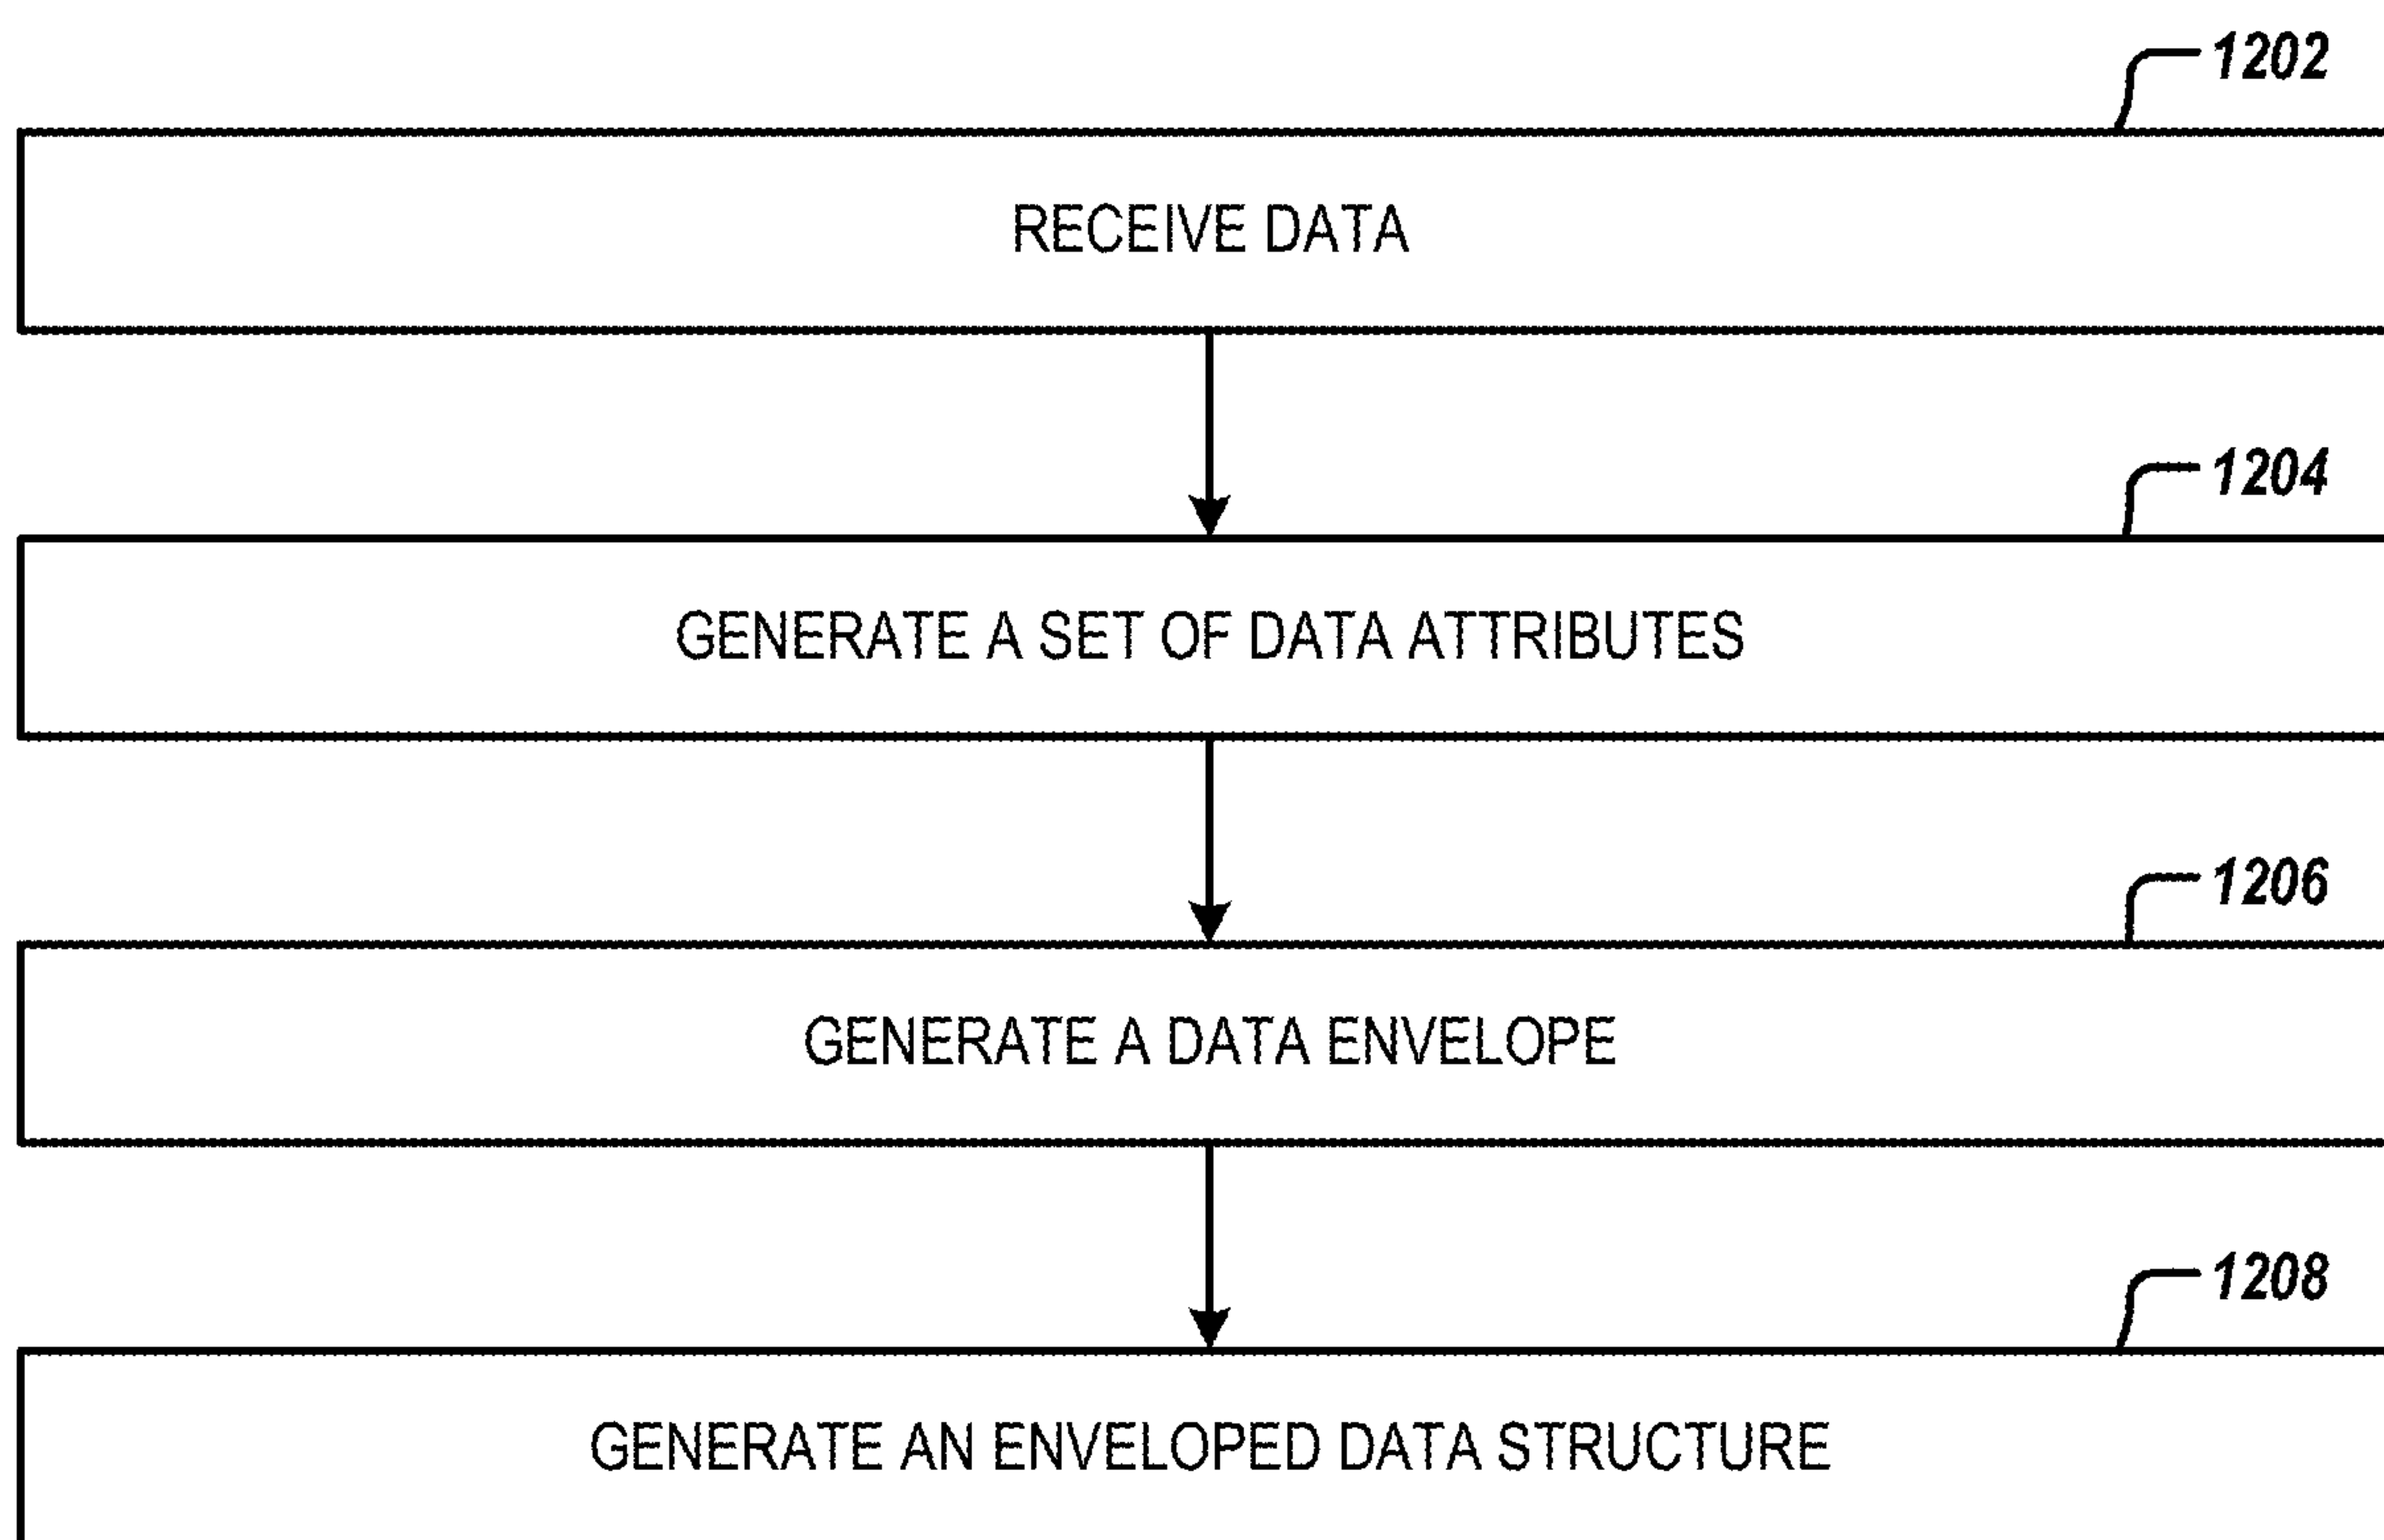 1202
RECEIVE DATA
1204
GENERATE A SET OF DATA ATTRIBUTES
1206
GENERATE A DATA ENVELOPE
1208
GENERATE AN ENVELOPED DATA STRUCTURE